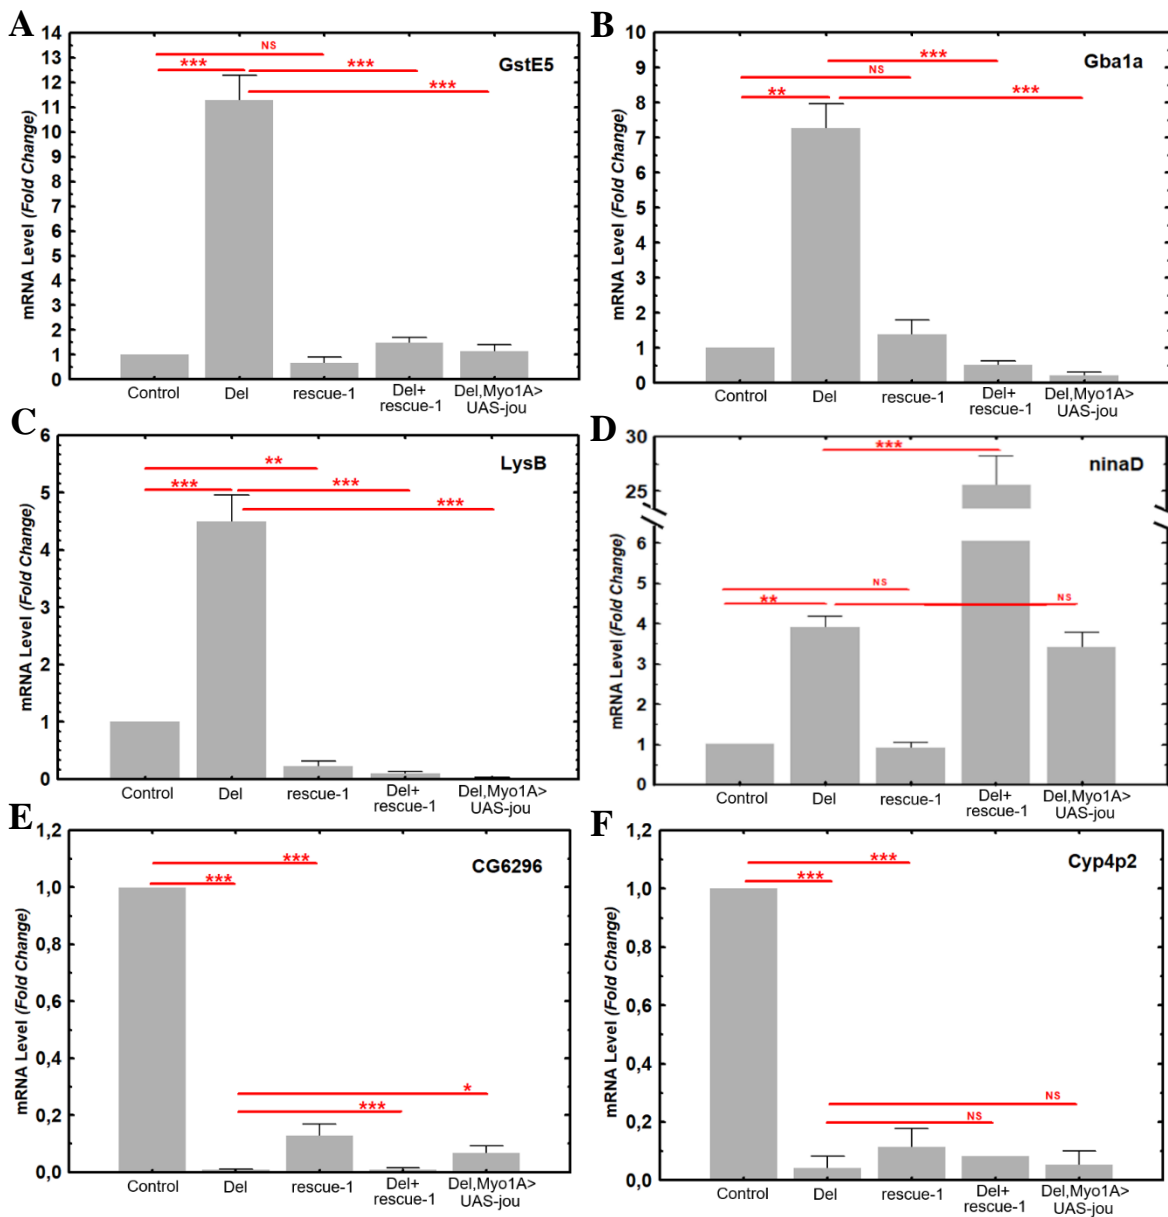 A
GstE5
mRNA Level (Fold Change)
14
13
12
11
10
9
8
7
6
5
4
3
2
1
0
NS
***
***
***
Control
Del
rescue-1
Del+
rescue-1
Del,Myo1A>
UAS-jou
B
Gba1a
mRNA Level (Fold Change)
10
9
8
7
6
5
4
3
2
1
0
***
NS
**
***
Control
Del
rescue-1
Del+
rescue-1
Del,Myo1A>
UAS-jou
C
LysB
mRNA Level (Fold Change)
6
5
4
3
2
1
0
**
***
***
***
Control
Del
rescue-1
Del+
rescue-1
Del,Myo1A>
UAS-jou
D
ninaD
mRNA Level (Fold Change)
30
25
6
5
4
3
2
1
0
***
NS
**
NS
Control
Del
rescue-1
Del+
rescue-1
Del,Myo1A>
UAS-jou
E
CG6296
mRNA Level (Fold Change)
1,2
1,0
0,8
0,6
0,4
0,2
0,0
***
***
*
***
Control
Del
rescue-1
Del+
rescue-1
Del,Myo1A>
UAS-jou
F
Cyp4p2
mRNA Level (Fold Change)
1,2
1,0
0,8
0,6
0,4
0,2
0,0
***
***
NS
NS
Control
Del
rescue-1
Del+
rescue-1
Del,Myo1A>
UAS-jou